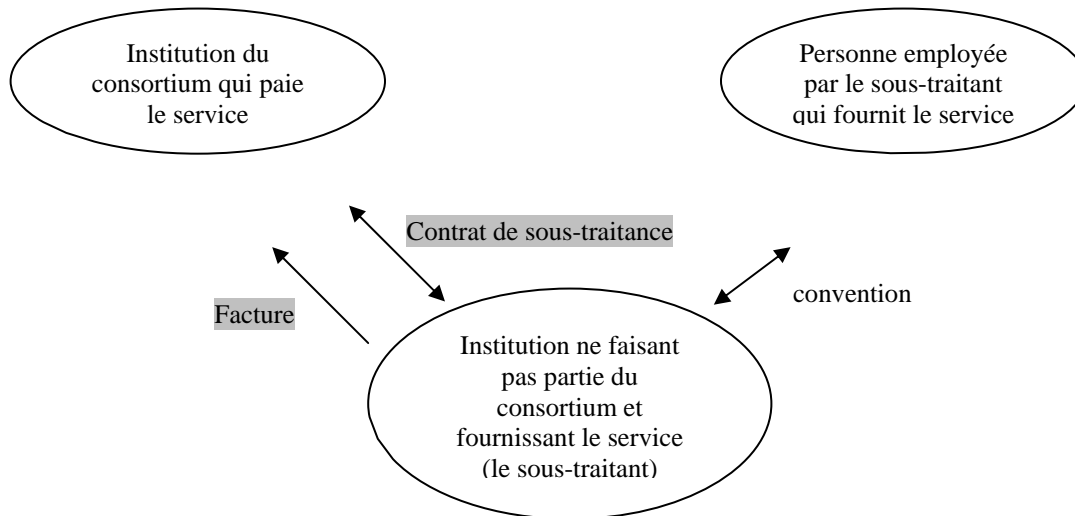 Institution du
consortium qui paie
le service
Personne employée
par le sous-traitant
qui fournit le service
Contrat de sous-traitance
Facture
convention
Institution ne faisant
pas partie du
consortium et
fournissant le service
(le sous-traitant)